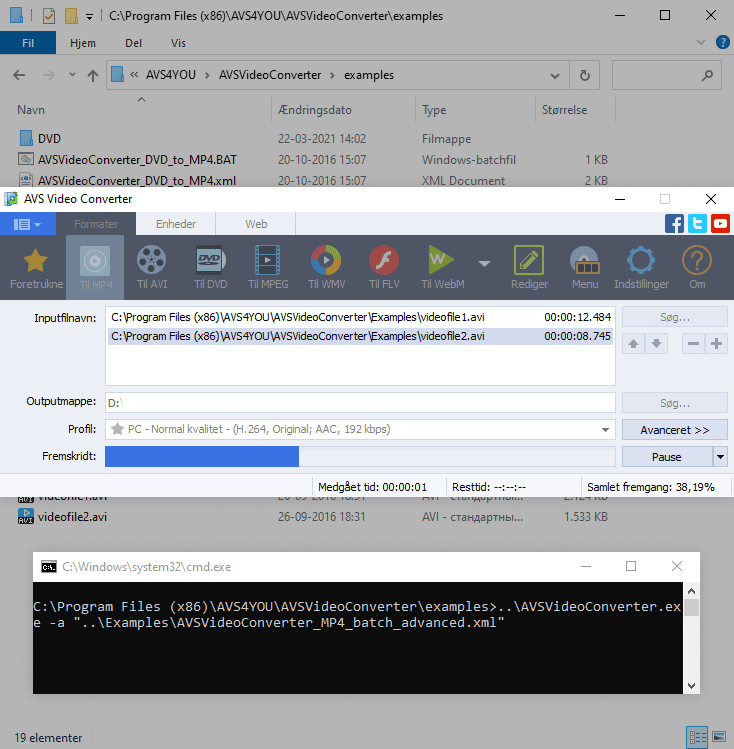 C:\Program Files (x86)\AVS4YOU\AVSVideoConverter\examples
Fil Hjem Del Vis
AVS4YOU AVSVideoConverter examples
Navn Ændringsdato Type Størrelse
DVD 22-03-2021 14:02 Filmappe
AVSVideoConverter_DVD_to_MP4.BAT 20-10-2016 15:07 Windows-batchfil 1 KB
AVSVideoConverter_DVD_to_MP4.xml 20-10-2016 15:07 XML Document 2 KB
AVS Video Converter
Formater Enheder Web
Foretrukne Til MP4 Til AVI Til DVD Til MPEG Til WMV Til FLV Til WebM Rediger Menu Indstillinger Om
Inputfilnavn: C:\Program Files (x86)\AVS4YOU\AVSVideoConverter\Examples\videofile1.avi 00:00:12.484 Søg...
C:\Program Files (x86)\AVS4YOU\AVSVideoConverter\Examples\videofile2.avi 00:00:08.745
Outputmappe: D:\ Søg...
Profil: PC - Normal kvalitet - (H.264, Original; AAC, 192 kbps) Avanceret >>
Fremskridt: Pause
Medgået tid: 00:00:01 Resttid: --:--:-- Samlet fremgang: 38,19%
videofile1.avi 26-09-2016 18:31 AVI - стандартны... 2.124 KB
videofile2.avi 26-09-2016 18:31 AVI - стандартны... 1.533 KB
C:\Windows\system32\cmd.exe
C:\Program Files (x86)\AVS4YOU\AVSVideoConverter\examples>..\AVSVideoConverter.ex
e -a "..\Examples\AVSVideoConverter_MP4_batch_advanced.xml"
19 elementer